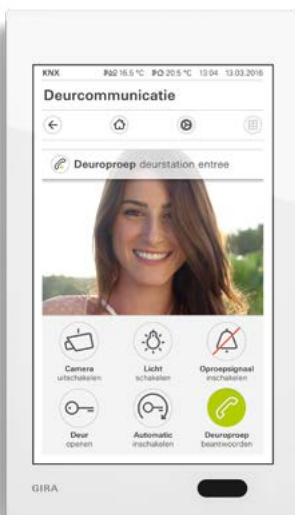 KNX 16.5 °C 20.5 °C 13:04 13.03.2016
Deurcommunicatie
Deuroproep deurstation entree
Camera Licht Oproepsignaal
uitschakelen schakelen inschakelen
Deur Automatic Deuroproep
openen inschakelen beantwoorden
GIRA